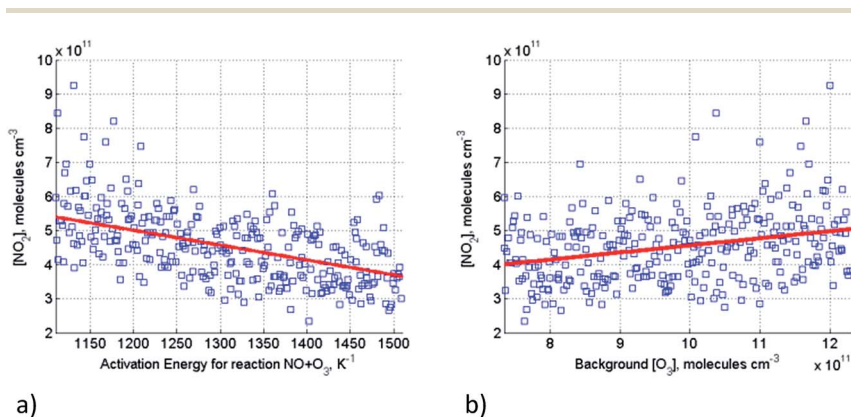 x 10^11
10
9
8
7
6
5
4
3
2
[NO₂], molecules cm⁻³
1150 1200 1250 1300 1350 1400 1450 1500
Activation Energy for reaction NO+O₃, K⁻¹
a)
x 10^11
10
9
8
7
6
5
4
3
2
[NO₂], molecules cm⁻³
8 9 10 11 12
Background [O₃], molecules cm⁻³ x 10^11
b)